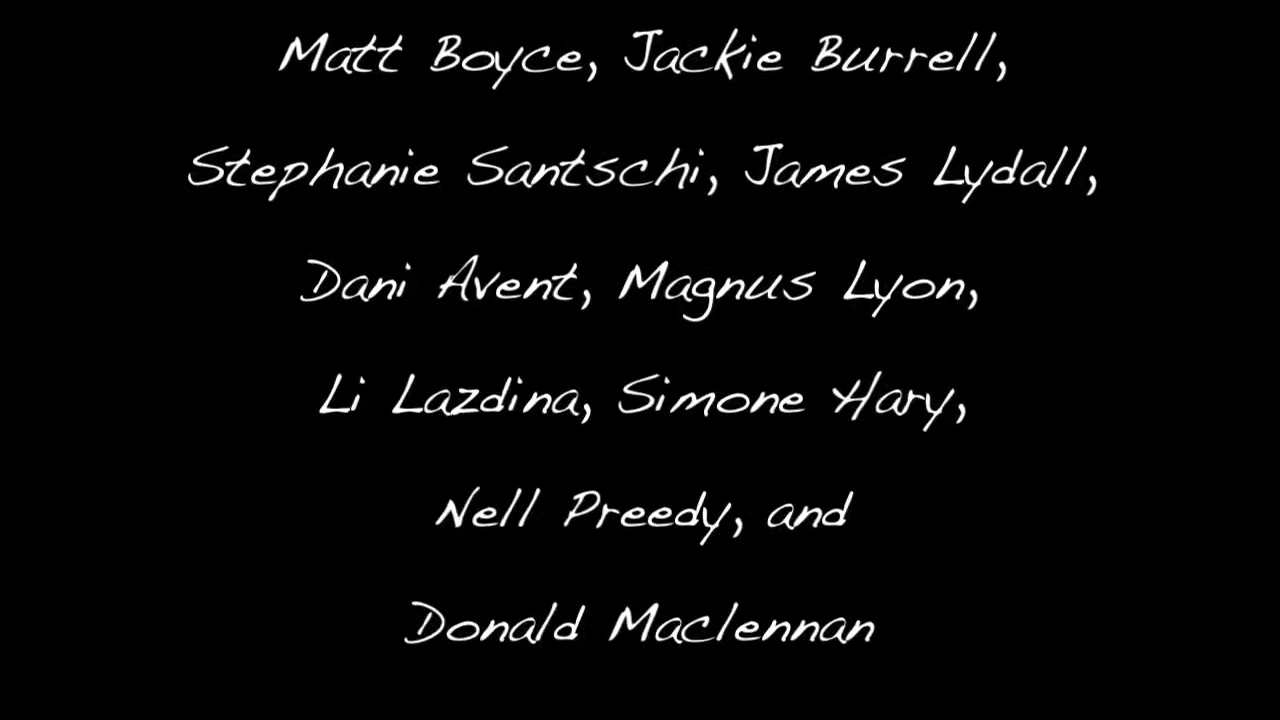 Matt Boyce, Jackie Burrell,
Stephanie Santschi, James Lydall,
Dani Avent, Magnus Lyon,
Li Lazdina, Simone Hary,
Nell Preedy, and
Donald Maclennan